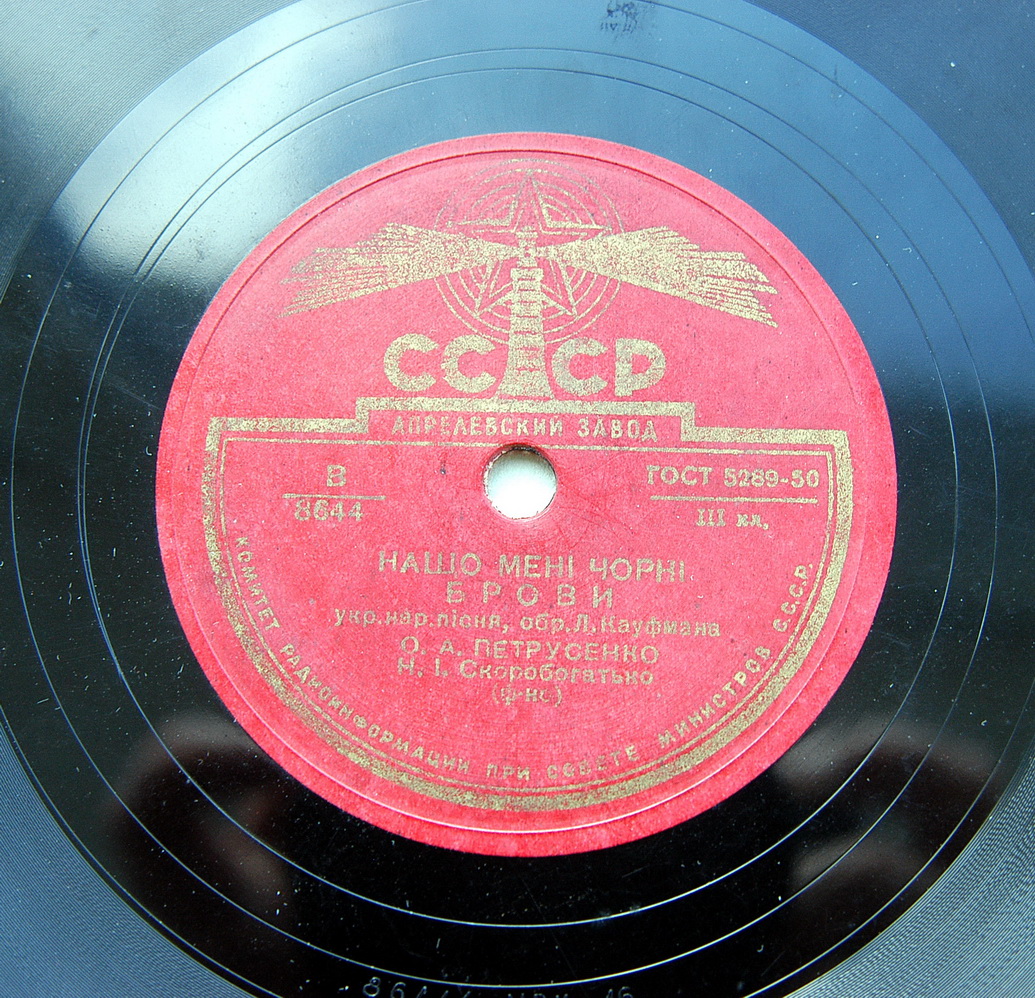 СССР
АПРЕЛЕВСКИЙ ЗАВОД
В
8644
ГОСТ 5289-50
III кл.
НАЩО МЕНІ ЧОРНІ
БРОВИ
укр.нар.пісня, обр.Л.Кауфмана
О. А. ПЕТРУСЕНКО
Н. І. Скоробогатько
(ф-но)
КОМИТЕТ РАДИОИНФОРМАЦИИ ПРИ СОВЕТЕ МИНИСТРОВ С.С.С.Р.